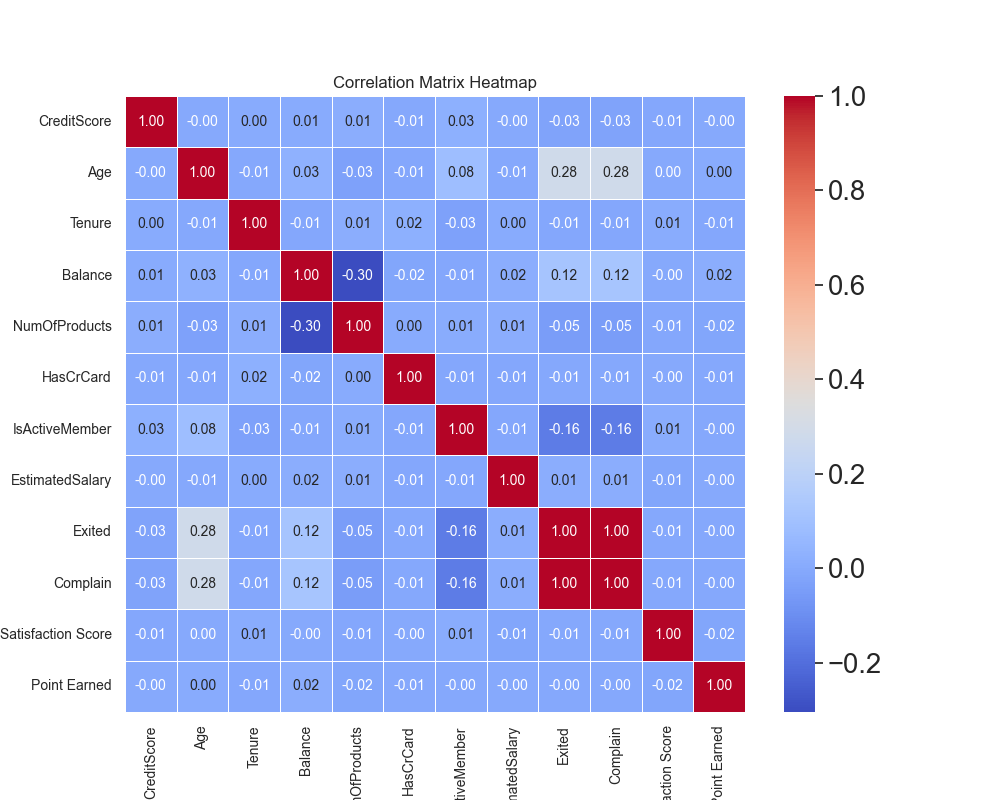 Correlation Matrix Heatmap
CreditScore 1.00 -0.00 0.00 0.01 0.01 -0.01 0.03 -0.00 -0.03 -0.03 -0.01 -0.00
Age -0.00 1.00 -0.01 0.03 -0.03 -0.01 0.08 -0.01 0.28 0.28 0.00 0.00
Tenure 0.00 -0.01 1.00 -0.01 0.01 0.02 -0.03 0.00 -0.01 -0.01 0.01 -0.01
Balance 0.01 0.03 -0.01 1.00 -0.30 -0.02 -0.01 0.02 0.12 0.12 -0.00 0.02
NumOfProducts 0.01 -0.03 0.01 -0.30 1.00 0.00 0.01 0.01 -0.05 -0.05 -0.01 -0.02
HasCrCard -0.01 -0.01 0.02 -0.02 0.00 1.00 -0.01 -0.01 -0.01 -0.01 -0.00 -0.01
IsActiveMember 0.03 0.08 -0.03 -0.01 0.01 -0.01 1.00 -0.01 -0.16 -0.16 0.01 -0.00
EstimatedSalary -0.00 -0.01 0.00 0.02 0.01 -0.01 -0.01 1.00 0.01 0.01 -0.01 -0.00
Exited -0.03 0.28 -0.01 0.12 -0.05 -0.01 -0.16 0.01 1.00 1.00 -0.01 -0.00
Complain -0.03 0.28 -0.01 0.12 -0.05 -0.01 -0.16 0.01 1.00 1.00 -0.01 -0.00
Satisfaction Score -0.01 0.00 0.01 -0.00 -0.01 -0.00 0.01 -0.01 -0.01 -0.01 1.00 -0.02
Point Earned -0.00 0.00 -0.01 0.02 -0.02 -0.01 -0.00 -0.00 -0.00 -0.00 -0.02 1.00
CreditScore
Age
Tenure
Balance
mOfProducts
HasCrCard
tiveMember
matedSalary
Exited
Complain
action Score
Point Earned
1.0
0.8
0.6
0.4
0.2
0.0
−0.2